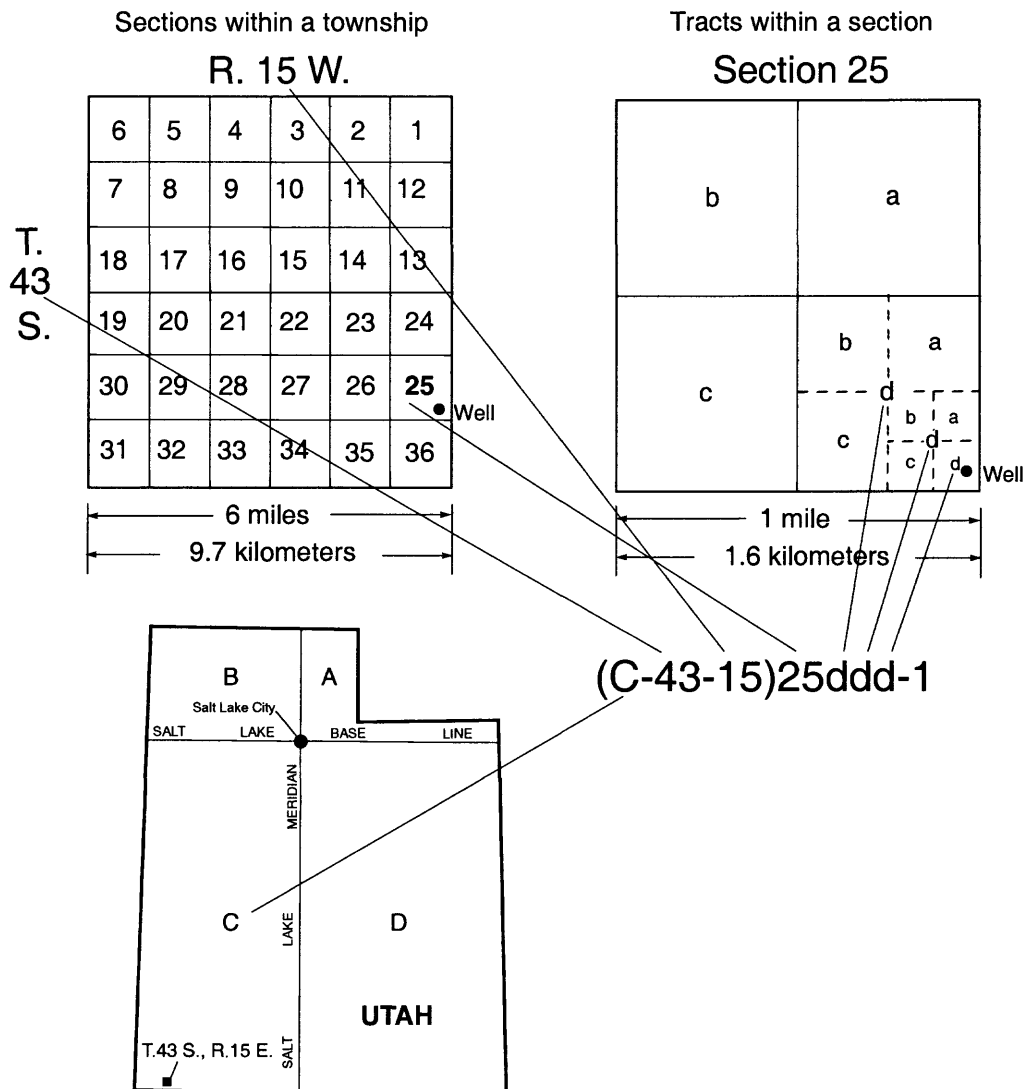 Sections within a township
R. 15 W.
6 5 4 3 2 1
7 8 9 10 11 12
18 17 16 15 14 13
19 20 21 22 23 24
30 29 28 27 26 25
31 32 33 34 35 36
T.
43
S.
Well
6 miles
9.7 kilometers
Tracts within a section
Section 25
b a
c
b a
d
c
b a
d
c d
Well
1 mile
1.6 kilometers
(C-43-15)25ddd-1
B A
Salt Lake City
SALT LAKE BASE LINE
MERIDIAN
LAKE
SALT
C D
UTAH
T.43 S., R.15 E.